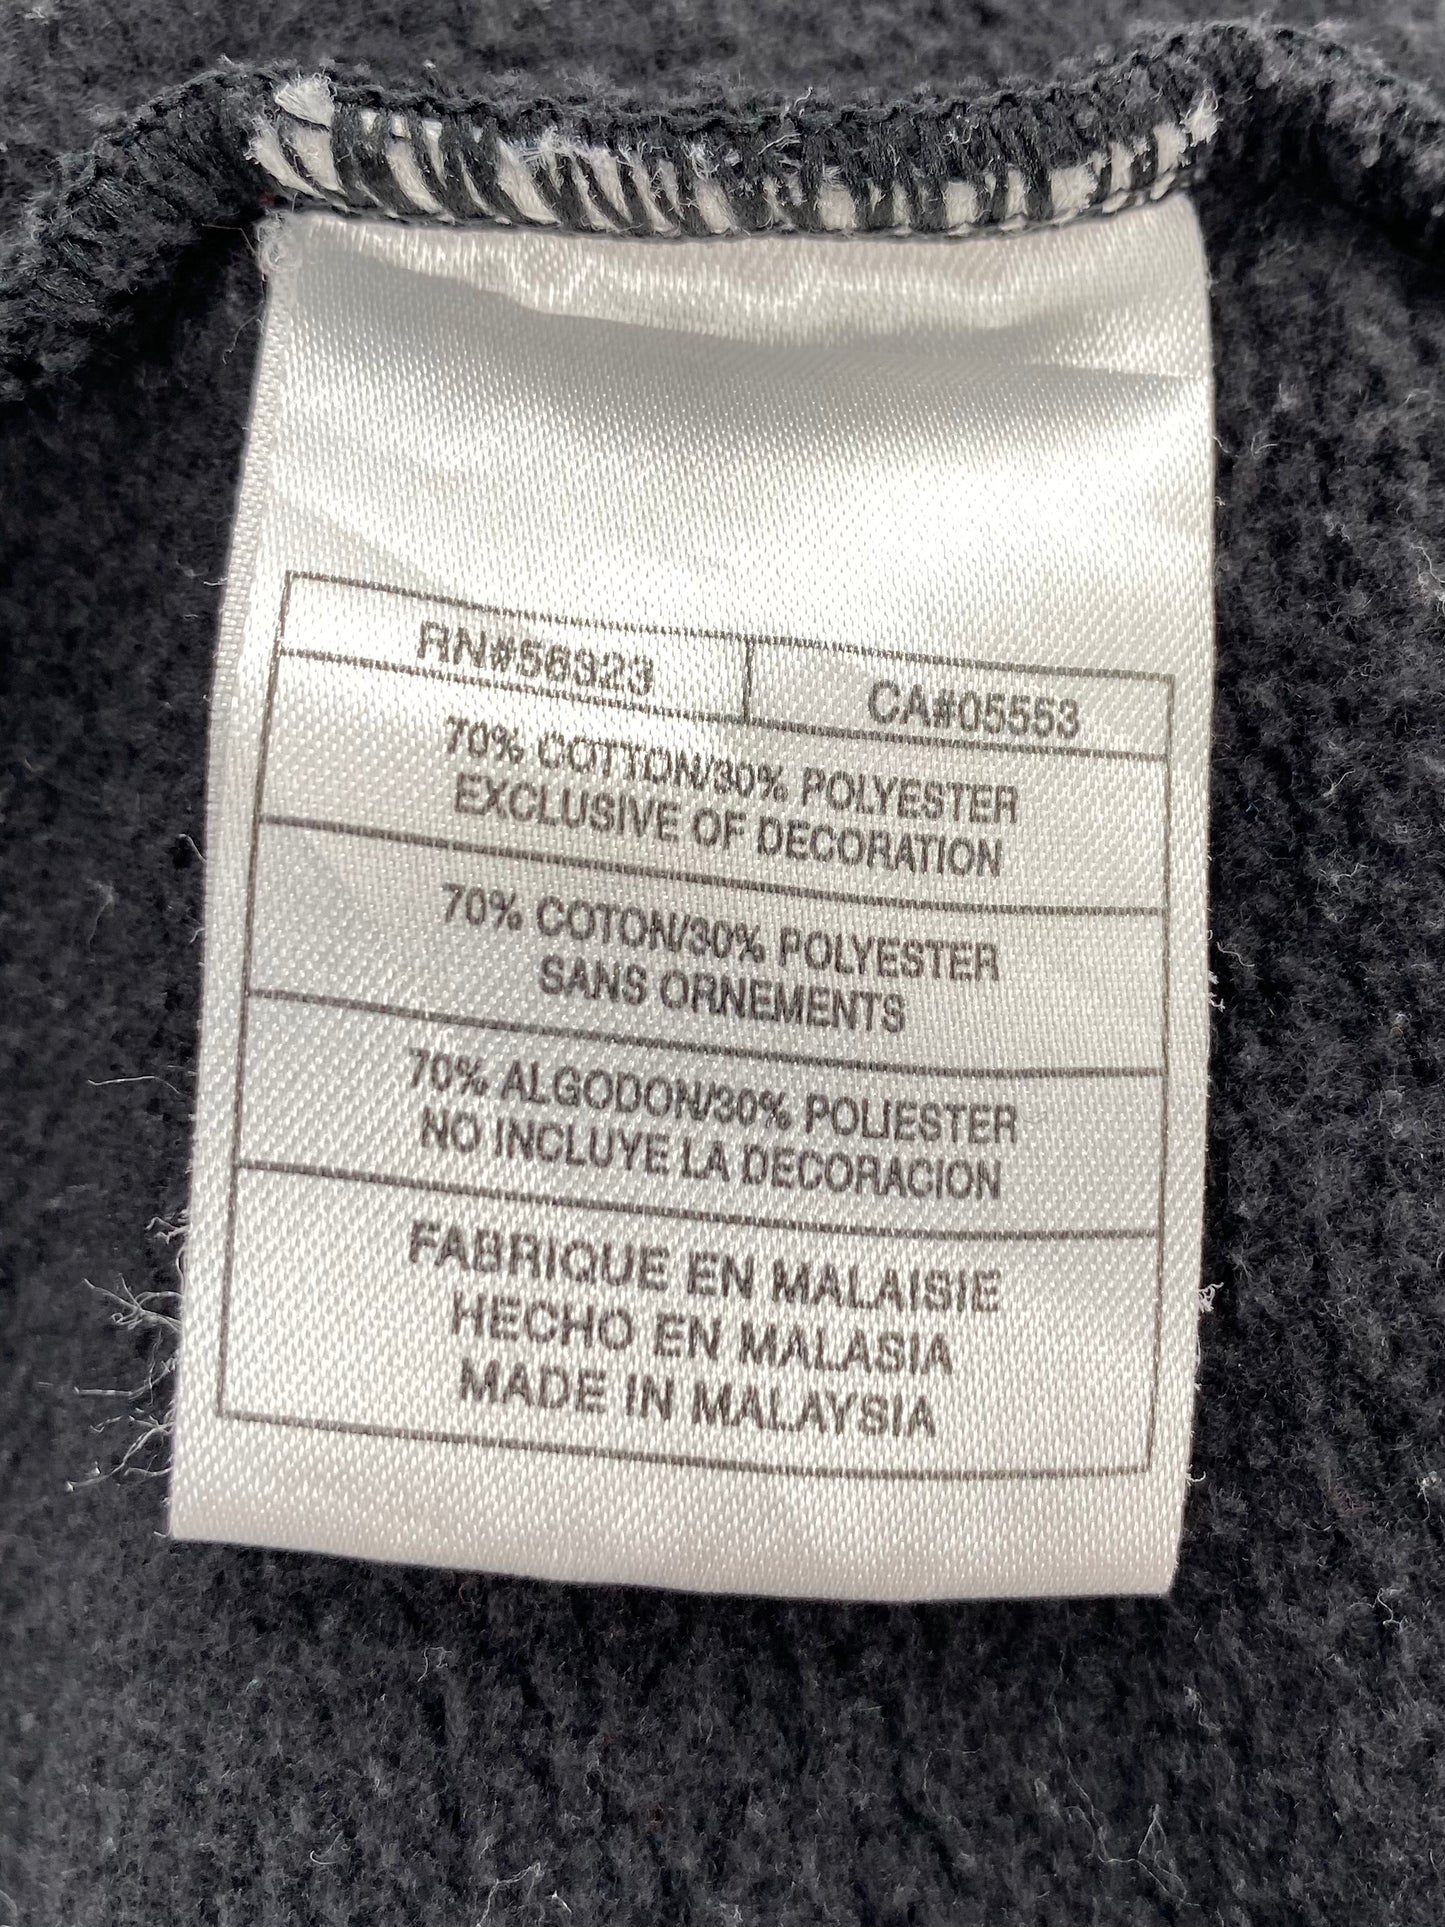 RN#56323
CA#05553
70% COTTON/30% POLYESTER
EXCLUSIVE OF DECORATION
70% COTON/30% POLYESTER
SANS ORNEMENTS
70% ALGODON/30% POLIESTER
NO INCLUYE LA DECORACION
FABRIQUE EN MALAISIE
HECHO EN MALASIA
MADE IN MALAYSIA